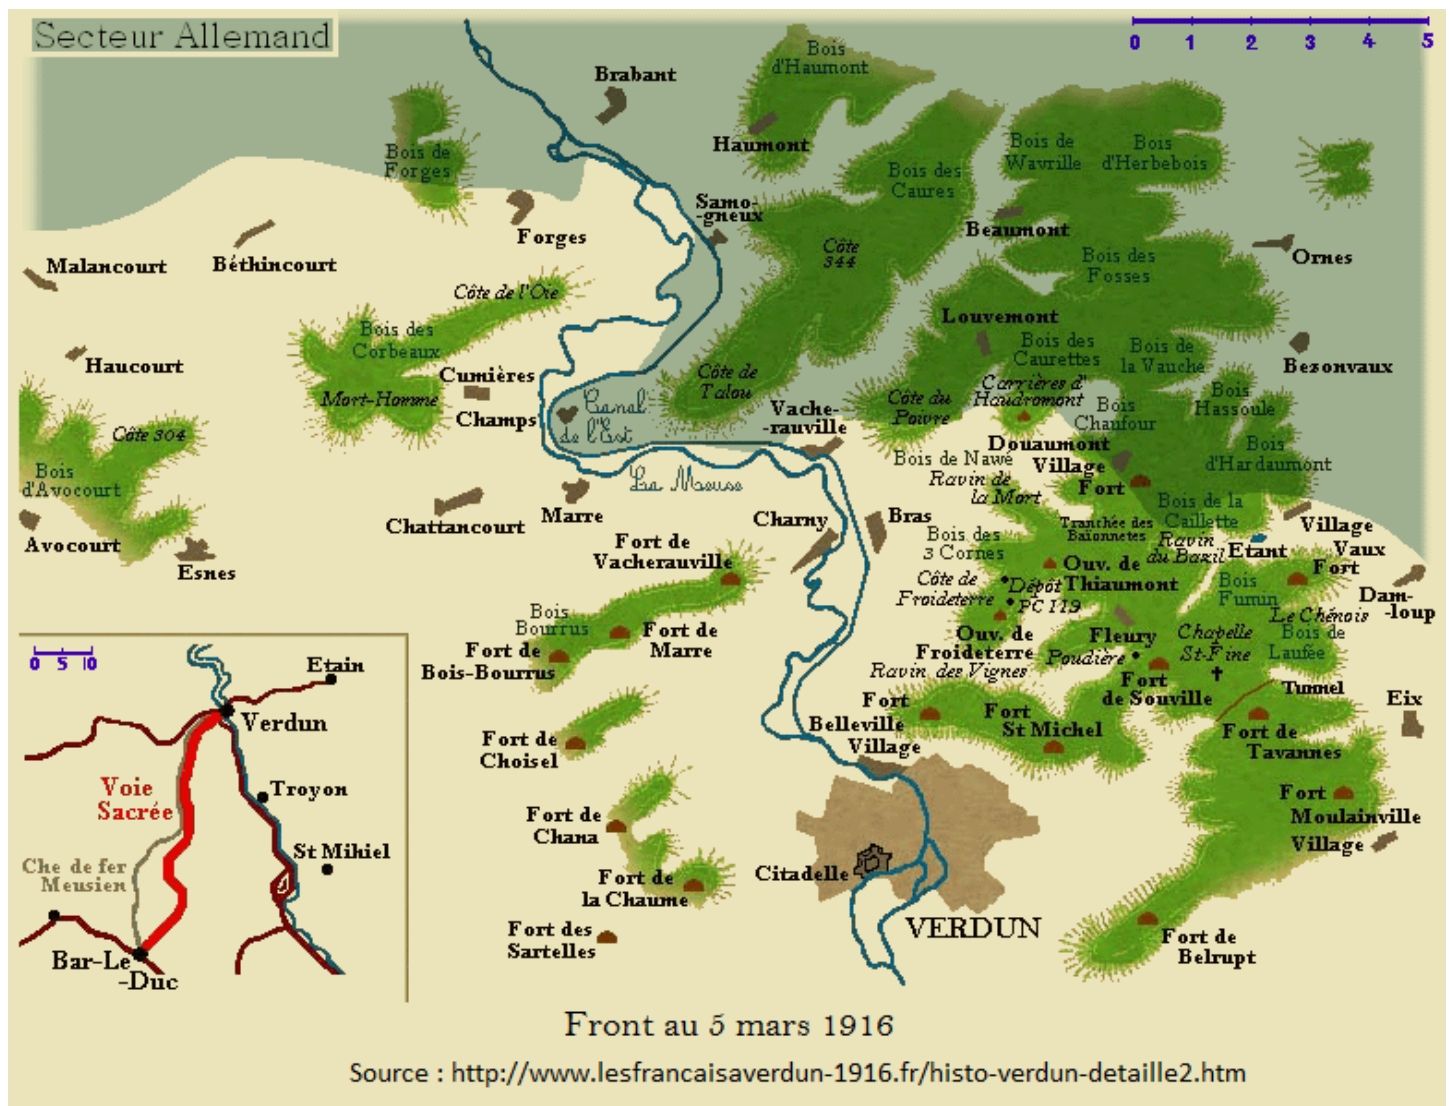 Secteur Allemand
0 1 2 3 4 5
Bois
d'Haumont
Brabant
Haumont
Bois de
Forges
Bois de
Wavrille
Bois
d'Herbebois
Bois des
Caures
Samo-
-gneux
Beaumont
Forges
Malancourt
Béthincourt
Côte
344
Bois des
Fosses
Ornes
Côte de l'Oie
Bois des
Corbeaux
Louvemont
Haucourt
Bois des
Caurettes
Bois de
la Vauche
Bezonvaux
Cumières
Mort-Homme
Côte de
Talou
Carrières d'
Haudromont
Bois
Hassoule
Champs
Canal
de l'Est
Vache-
-rauville
Côte du
Poivre
Bois
Chaufour
Côte 304
Douaumont
Village
Fort
Bois
d'Hardaumont
Bois
d'Avocourt
Bois de Nawé
Ravin de
la Mort
La Meuse
Bois de la
Caillette
Chattancourt
Marre
Charny
Bras
Tranchée des
Baïonnetes
Ravin
du Bazil
Etant
Village
Vaux
Fort
Avocourt
Esnes
Fort de
Vacherauville
Bois des
3 Cornes
Ouv. de
Thiaumont
Côte de
Froideterre
Dépôt
PC 119
Bois
Fumin
Dam-
-loup
Le Chênois
Bois
Bourrus
Fort de
Bois-Bourrus
Fort de
Marre
Ouv. de
Froideterre
Fleury
Poudière
Chapelle
St-Fine
Bois de
Laufée
Ravin des Vignes
Fort
de Souville
Tunnel
Fort
Belleville
Village
Fort
St Michel
Fort de
Tavannes
Eix
Fort de
Choisel
Fort
Moulainville
Village
Fort de
Chana
Citadelle
Fort de
la Chaume
VERDUN
Fort des
Sartelles
Fort de
Belrupt
0 5 10
Etain
Verdun
Voie
Sacrée
Troyon
Che de fer
Meusien
St Mihiel
Bar-Le-
-Duc
Front au 5 mars 1916
Source : http://www.lesfrancaisaverdun-1916.fr/histo-verdun-detaille2.htm